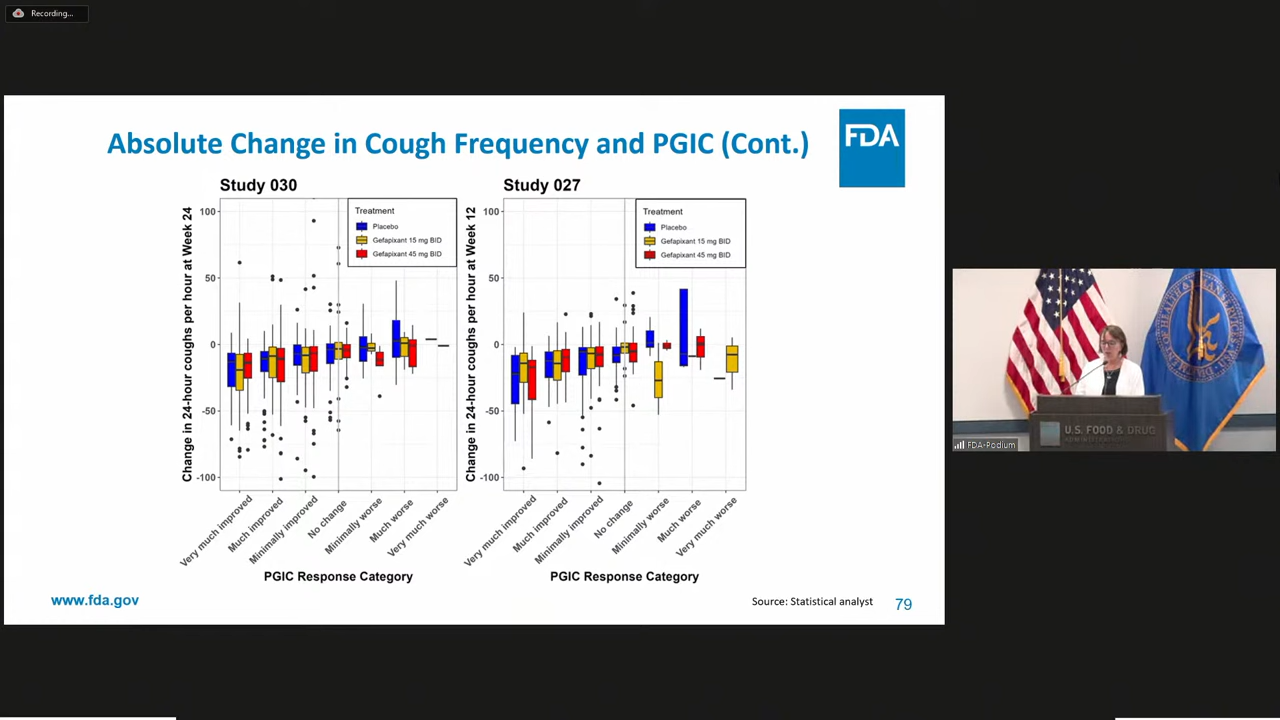 Recording...
Absolute Change in Cough Frequency and PGIC (Cont.)
FDA
Study 030
Change in 24-hour coughs per hour at Week 24
100
50
0
-50
-100
Treatment
Placebo
Gefapixant 15 mg BID
Gefapixant 45 mg BID
Very much improved
Much improved
Minimally improved
No change
Minimally worse
Much worse
Very much worse
PGIC Response Category
Study 027
Change in 24-hour coughs per hour at Week 12
100
50
0
-50
-100
Treatment
Placebo
Gefapixant 15 mg BID
Gefapixant 45 mg BID
Very much improved
Much improved
Minimally improved
No change
Minimally worse
Much worse
Very much worse
PGIC Response Category
www.fda.gov
Source: Statistical analyst
79
U.S. FOOD & DRUG
FDA-Podium